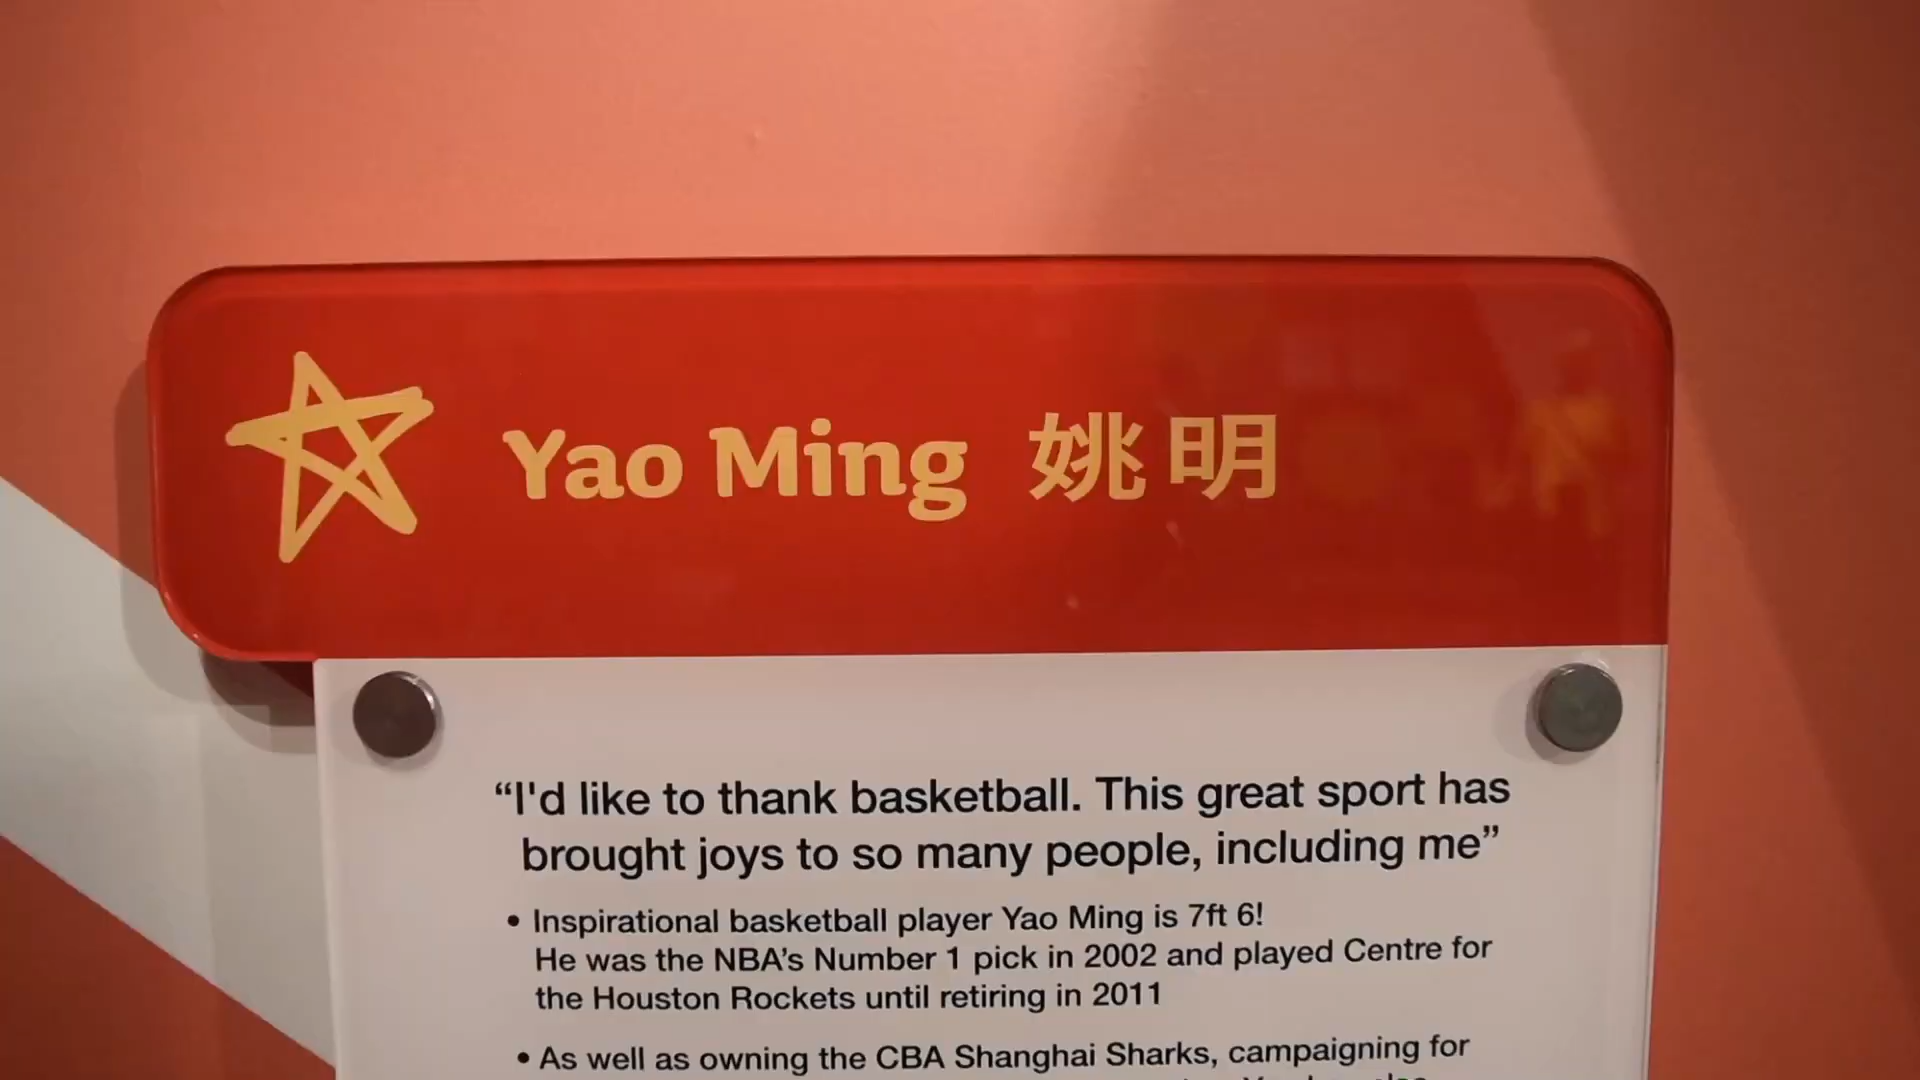 Yao Ming 姚明
“I'd like to thank basketball. This great sport has
brought joys to so many people, including me”
• Inspirational basketball player Yao Ming is 7ft 6!
He was the NBA’s Number 1 pick in 2002 and played Centre for
the Houston Rockets until retiring in 2011
• As well as owning the CBA Shanghai Sharks, campaigning for